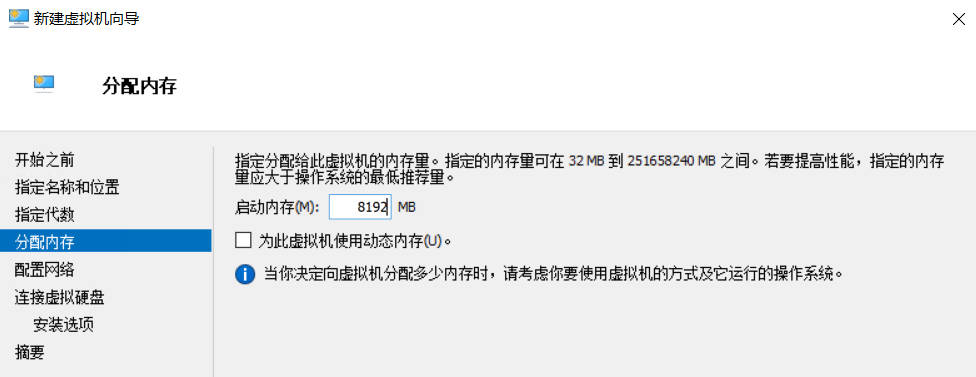 新建虚拟机向导
分配内存
开始之前
指定名称和位置
指定代数
分配内存
配置网络
连接虚拟硬盘
安装选项
摘要
指定分配给此虚拟机的内存量。指定的内存量可在 32 MB 到 251658240 MB 之间。若要提高性能，指定的内存
量应大于操作系统的最低推荐量。
启动内存(M): 8192 MB
为此虚拟机使用动态内存(U)。
当你决定向虚拟机分配多少内存时，请考虑你要使用虚拟机的方式及它运行的操作系统。